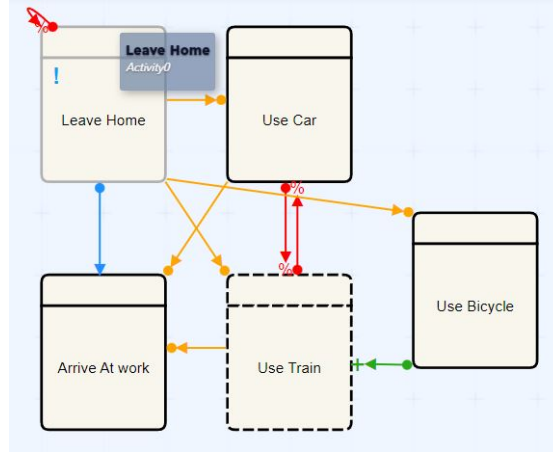 %
Leave Home
Activity0
!
Leave Home
Use Car
%
Use Bicycle
%
Arrive At work
Use Train
+